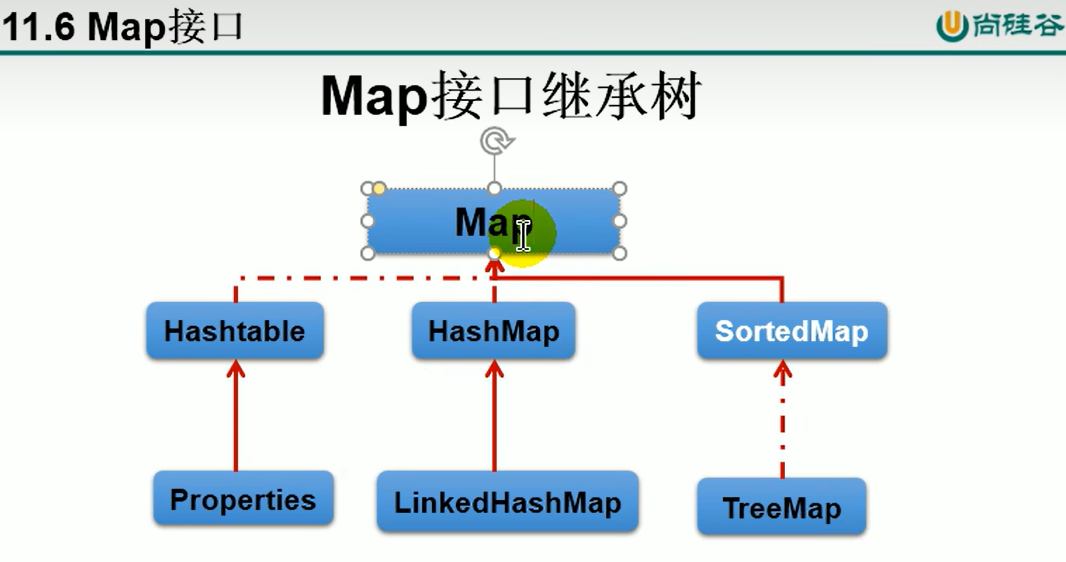 11.6 Map接口
尚硅谷
Map接口继承树
Map
Hashtable
HashMap
SortedMap
Properties
LinkedHashMap
TreeMap